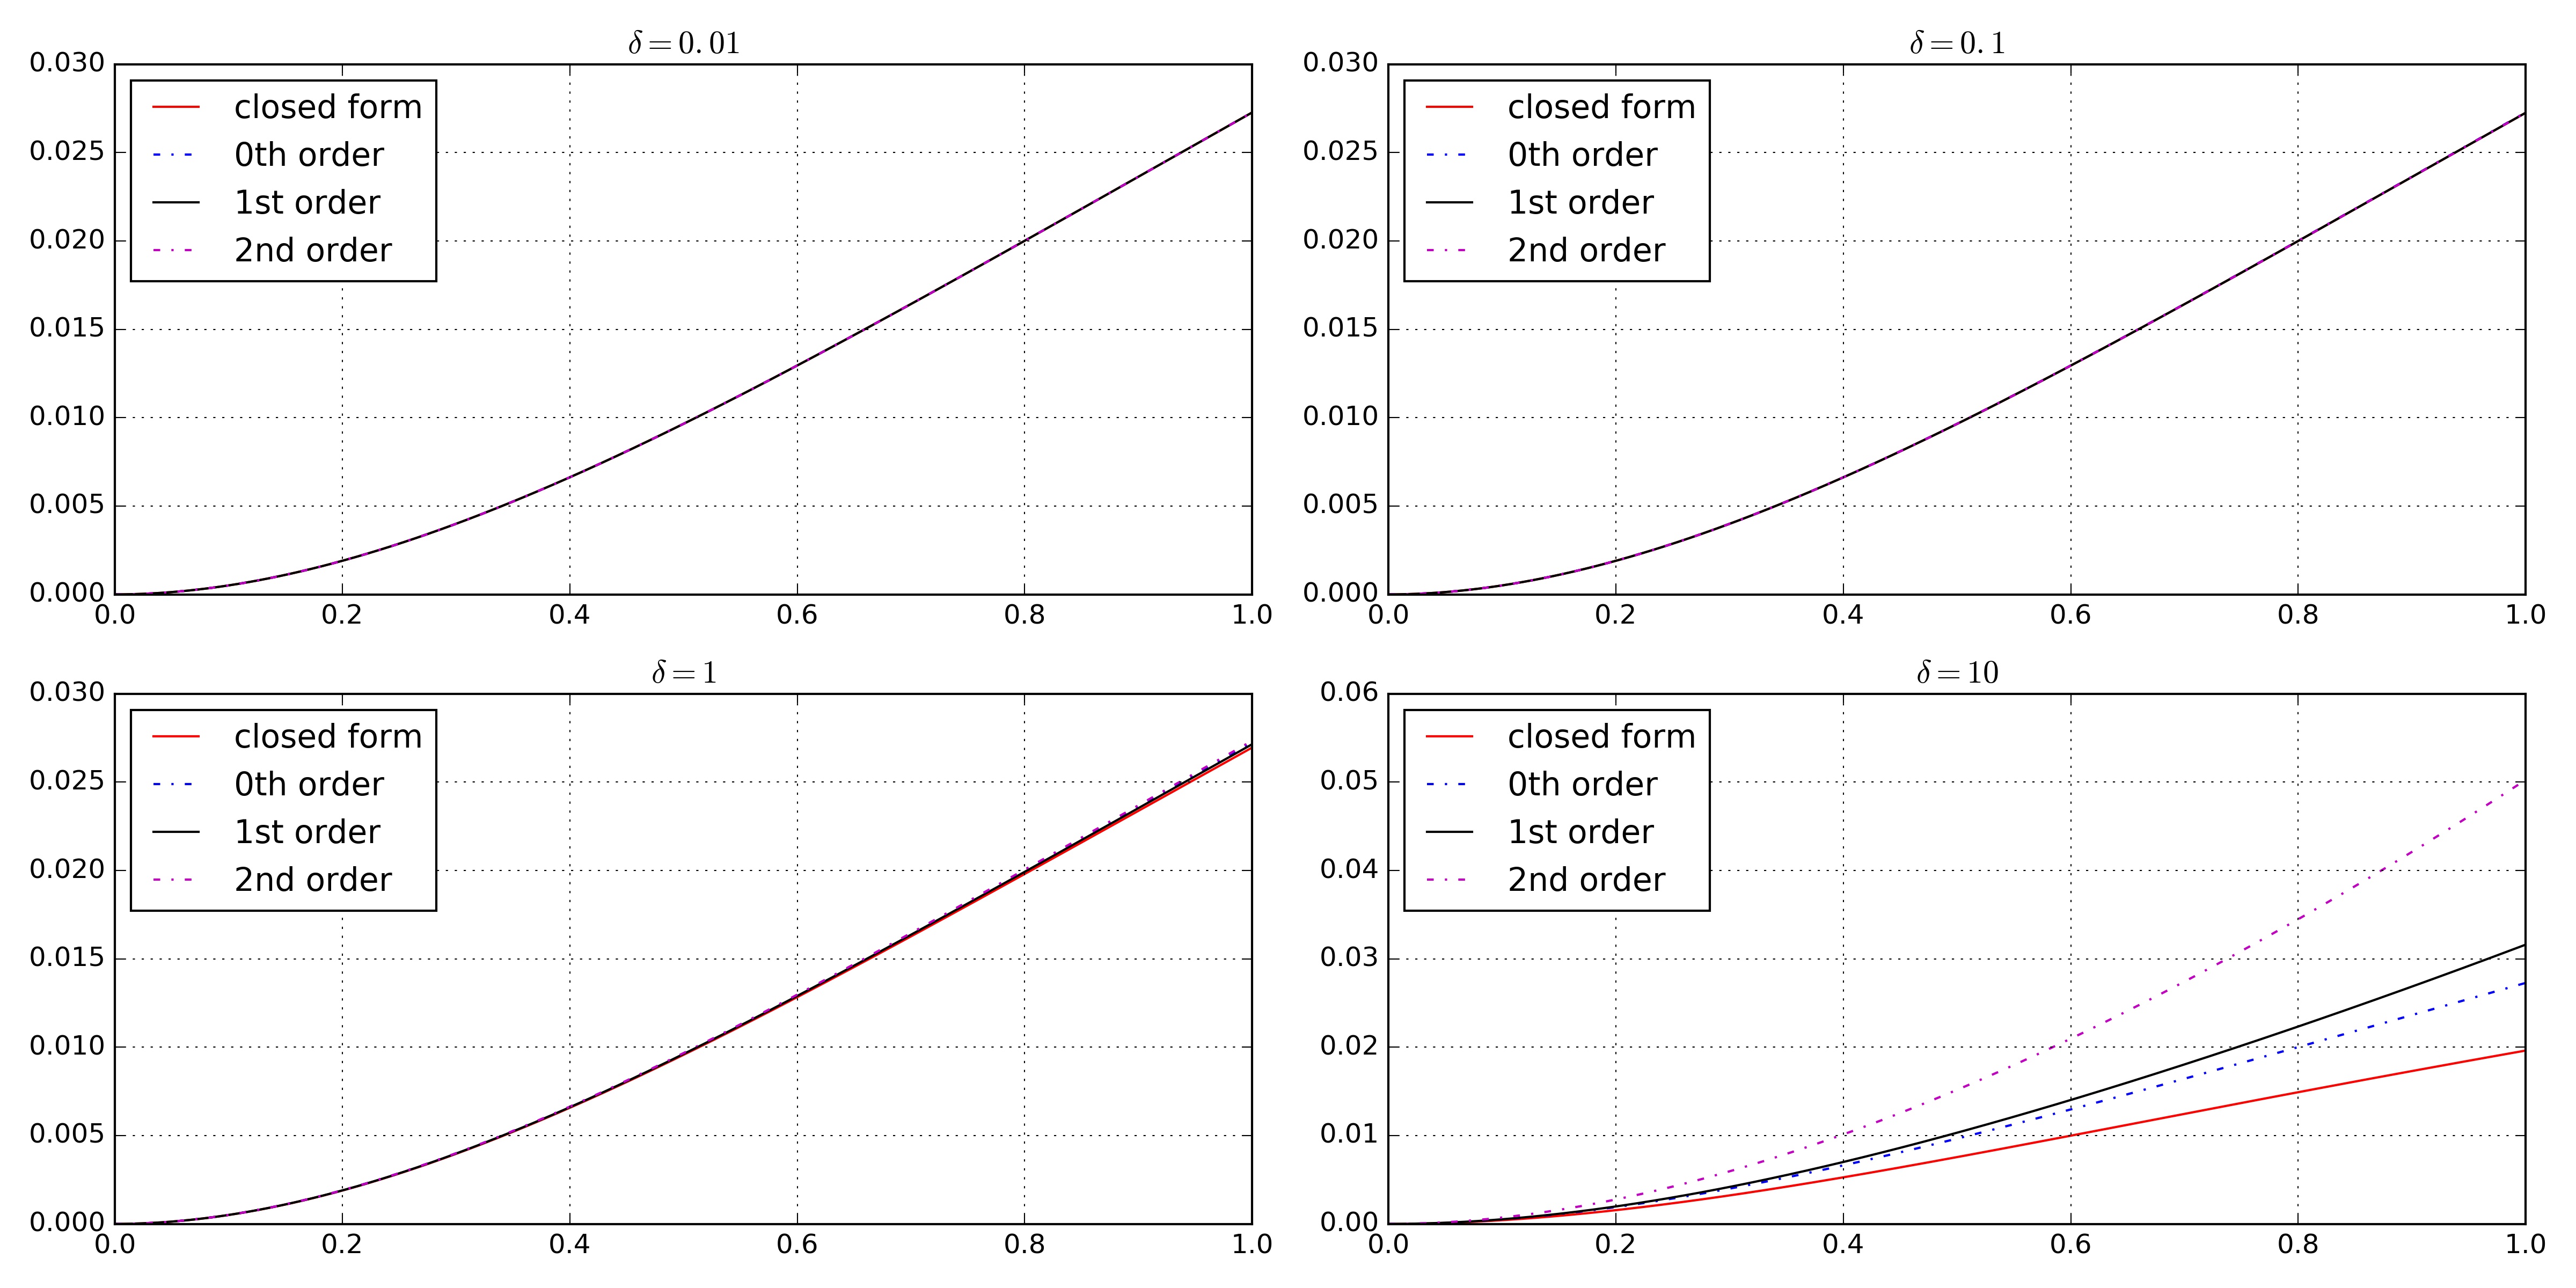 δ = 0.01
0.030
0.025
0.020
0.015
0.010
0.005
0.000
closed form
0th order
1st order
2nd order
0.0 0.2 0.4 0.6 0.8 1.0
δ = 0.1
0.030
0.025
0.020
0.015
0.010
0.005
0.000
closed form
0th order
1st order
2nd order
0.0 0.2 0.4 0.6 0.8 1.0
δ = 1
0.030
0.025
0.020
0.015
0.010
0.005
0.000
closed form
0th order
1st order
2nd order
0.0 0.2 0.4 0.6 0.8 1.0
δ = 10
0.06
0.05
0.04
0.03
0.02
0.01
0.00
closed form
0th order
1st order
2nd order
0.0 0.2 0.4 0.6 0.8 1.0